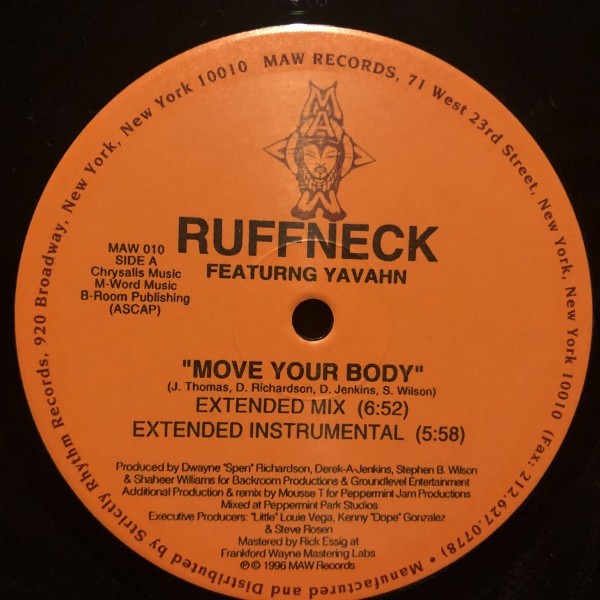 MAW RECORDS, 71 West 23rd Street, New York, New York 10010 (Fax: 212.627.0778) • Manufactured and Distributed by Strictly Rhythm Records, 920 Broadway, New York, New York 10010
MAW
RUFFNECK
FEATURNG YAVAHN
MAW 010
SIDE A
Chrysalis Music
M-Word Music
B-Room Publishing
(ASCAP)
"MOVE YOUR BODY"
(J. Thomas, D. Richardson, D. Jenkins, S. Wilson)
EXTENDED MIX (6:52)
EXTENDED INSTRUMENTAL (5:58)
Produced by Dwayne "Spen" Richardson, Derek-A-Jenkins, Stephen B. Wilson
& Shaheer Williams for Backroom Productions & Groundlevel Entertainment
Additional Production & remix by Mousse T for Peppermint Jam Productions
Mixed at Peppermint Park Studios
Executive Producers: "Little" Louie Vega, Kenny "Dope" Gonzalez
& Steve Rosen
Mastered by Rick Essig at
Frankford Wayne Mastering Labs
℗ © 1996 MAW Records